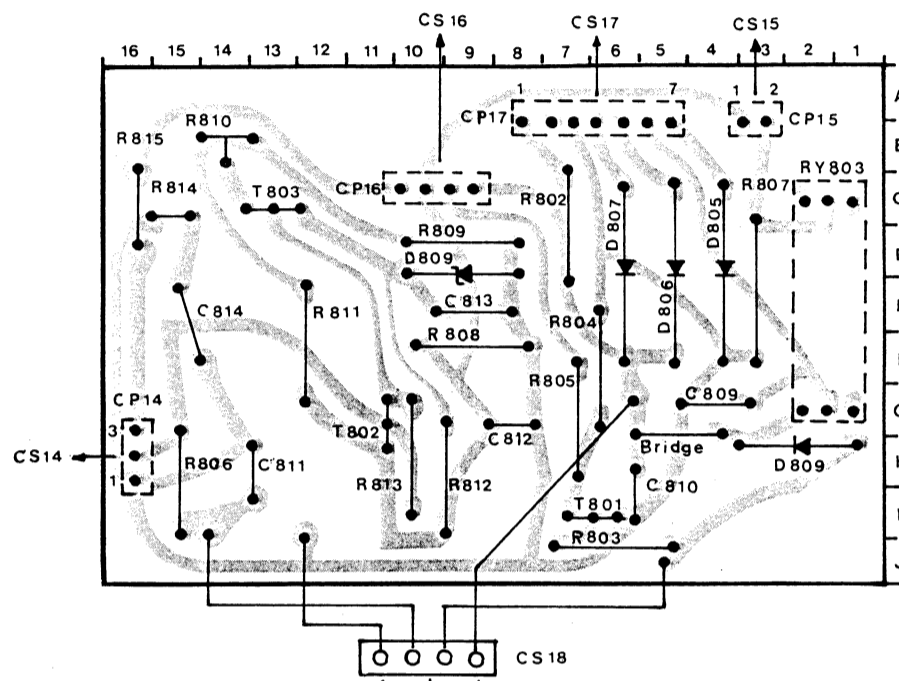 CS16 CS17 CS15
16 15 14 13 12 11 10 9 8 7 6 5 4 3 2 1
A
1 7 1 2
R810 CP17 CP15
B
R815
R814 T803 CP16 R802 D807 D805 R807 RY803
C
R809
D809
C814 R811 C813 R804 D806
R808
R805
CP14 C809
G
3 T802 C812 Bridge
CS14 R806 C811 R813 R812 C810 D809
1
T801
R803
J
CS18